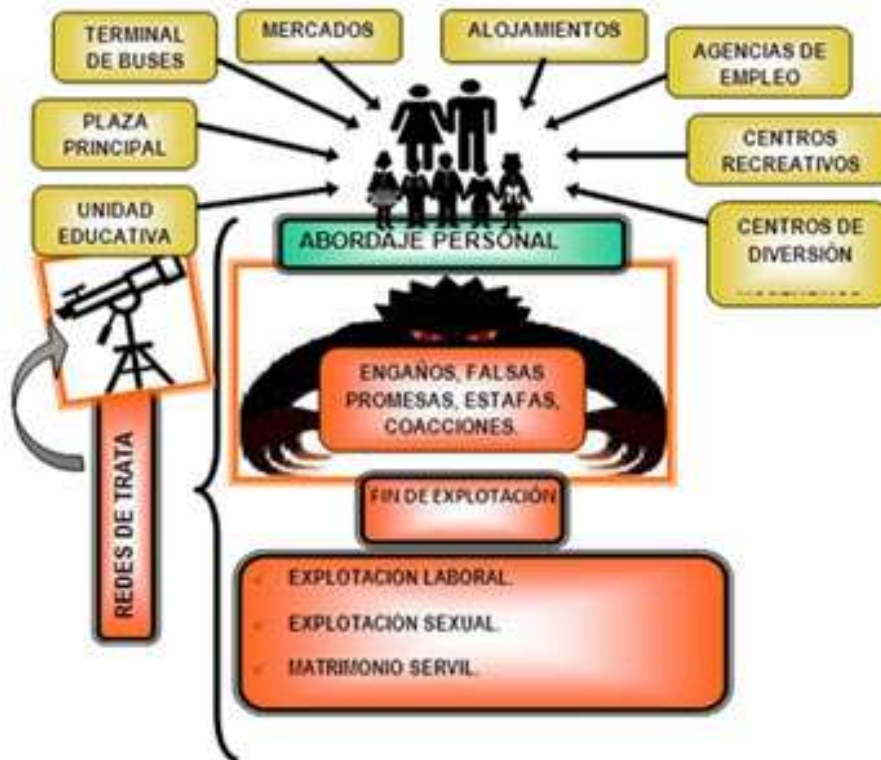 TERMINAL
DE BUSES
MERCADOS
ALOJAMIENTOS
AGENCIAS DE
EMPLEO
PLAZA
PRINCIPAL
CENTROS
RECREATIVOS
UNIDAD
EDUCATIVA
CENTROS DE
DIVERSIÓN
ABORDAJE PERSONAL
ENGAÑOS, FALSAS
PROMESAS, ESTAFAS,
COACCIONES.
REDES DE TRATA
FIN DE EXPLOTACIÓN
EXPLOTACION LABORAL.
EXPLOTACIÓN SEXUAL.
MATRIMONIO SERVIL.